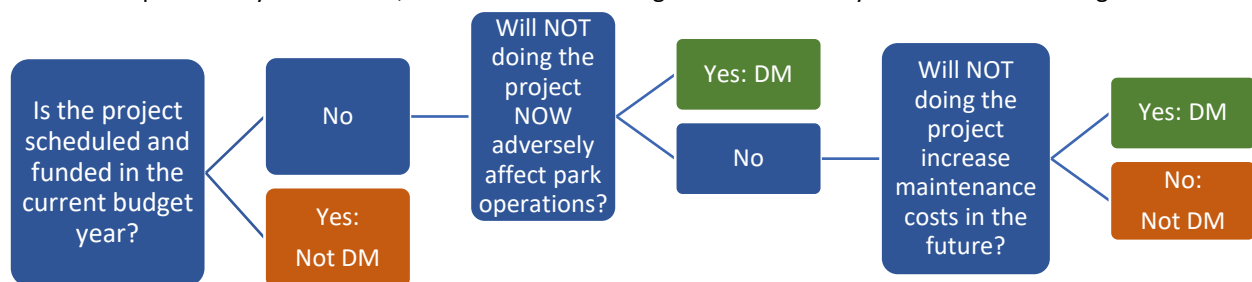 Is the project
scheduled and
funded in the
current budget
year?
No
Yes:
Not DM
Will NOT
doing the
project
NOW
adversely
affect park
operations?
Yes: DM
No
Will NOT
doing the
project
increase
maintenance
costs in the
future?
Yes: DM
No:
Not DM